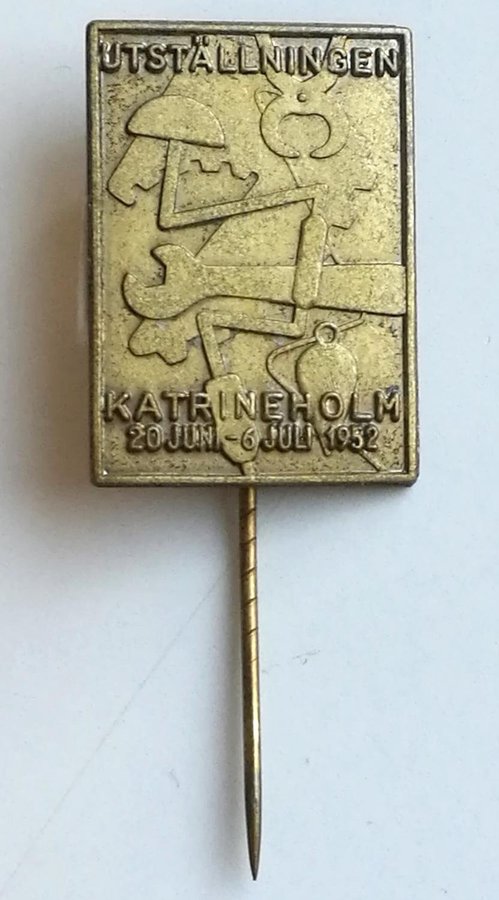 UTSTÄLLNINGEN
KATRINEHOLM
20 JUNI - 6 JULI 1952